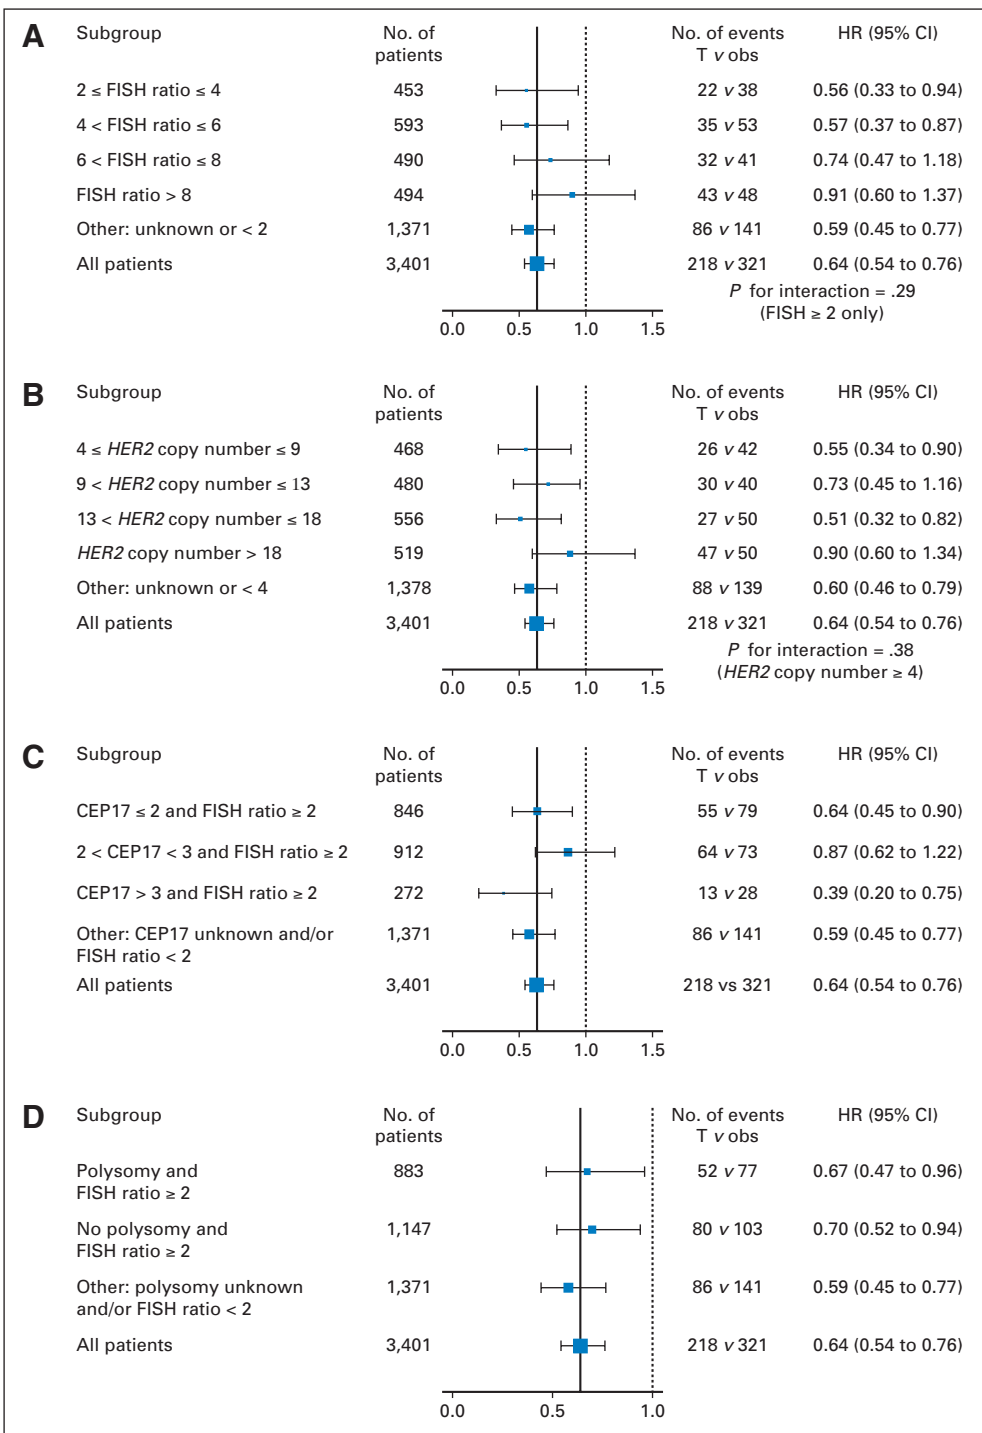 A Subgroup No. of patients No. of events T v obs HR (95% CI)
2 ≤ FISH ratio ≤ 4 453 22 v 38 0.56 (0.33 to 0.94)
4 < FISH ratio ≤ 6 593 35 v 53 0.57 (0.37 to 0.87)
6 < FISH ratio ≤ 8 490 32 v 41 0.74 (0.47 to 1.18)
FISH ratio > 8 494 43 v 48 0.91 (0.60 to 1.37)
Other: unknown or < 2 1,371 86 v 141 0.59 (0.45 to 0.77)
All patients 3,401 218 v 321 0.64 (0.54 to 0.76)
P for interaction = .29
(FISH ≥ 2 only)
0.0 0.5 1.0 1.5
B Subgroup No. of patients No. of events T v obs HR (95% CI)
4 ≤ HER2 copy number ≤ 9 468 26 v 42 0.55 (0.34 to 0.90)
9 < HER2 copy number ≤ 13 480 30 v 40 0.73 (0.45 to 1.16)
13 < HER2 copy number ≤ 18 556 27 v 50 0.51 (0.32 to 0.82)
HER2 copy number > 18 519 47 v 50 0.90 (0.60 to 1.34)
Other: unknown or < 4 1,378 88 v 139 0.60 (0.46 to 0.79)
All patients 3,401 218 v 321 0.64 (0.54 to 0.76)
P for interaction = .38
(HER2 copy number ≥ 4)
0.0 0.5 1.0 1.5
C Subgroup No. of patients No. of events T v obs HR (95% CI)
CEP17 ≤ 2 and FISH ratio ≥ 2 846 55 v 79 0.64 (0.45 to 0.90)
2 < CEP17 < 3 and FISH ratio ≥ 2 912 64 v 73 0.87 (0.62 to 1.22)
CEP17 > 3 and FISH ratio ≥ 2 272 13 v 28 0.39 (0.20 to 0.75)
Other: CEP17 unknown and/or 1,371 86 v 141 0.59 (0.45 to 0.77)
FISH ratio < 2
All patients 3,401 218 vs 321 0.64 (0.54 to 0.76)
0.0 0.5 1.0 1.5
D Subgroup No. of patients No. of events T v obs HR (95% CI)
Polysomy and 883 52 v 77 0.67 (0.47 to 0.96)
FISH ratio ≥ 2
No polysomy and 1,147 80 v 103 0.70 (0.52 to 0.94)
FISH ratio ≥ 2
Other: polysomy unknown 1,371 86 v 141 0.59 (0.45 to 0.77)
and/or FISH ratio < 2
All patients 3,401 218 v 321 0.64 (0.54 to 0.76)
0.0 0.5 1.0